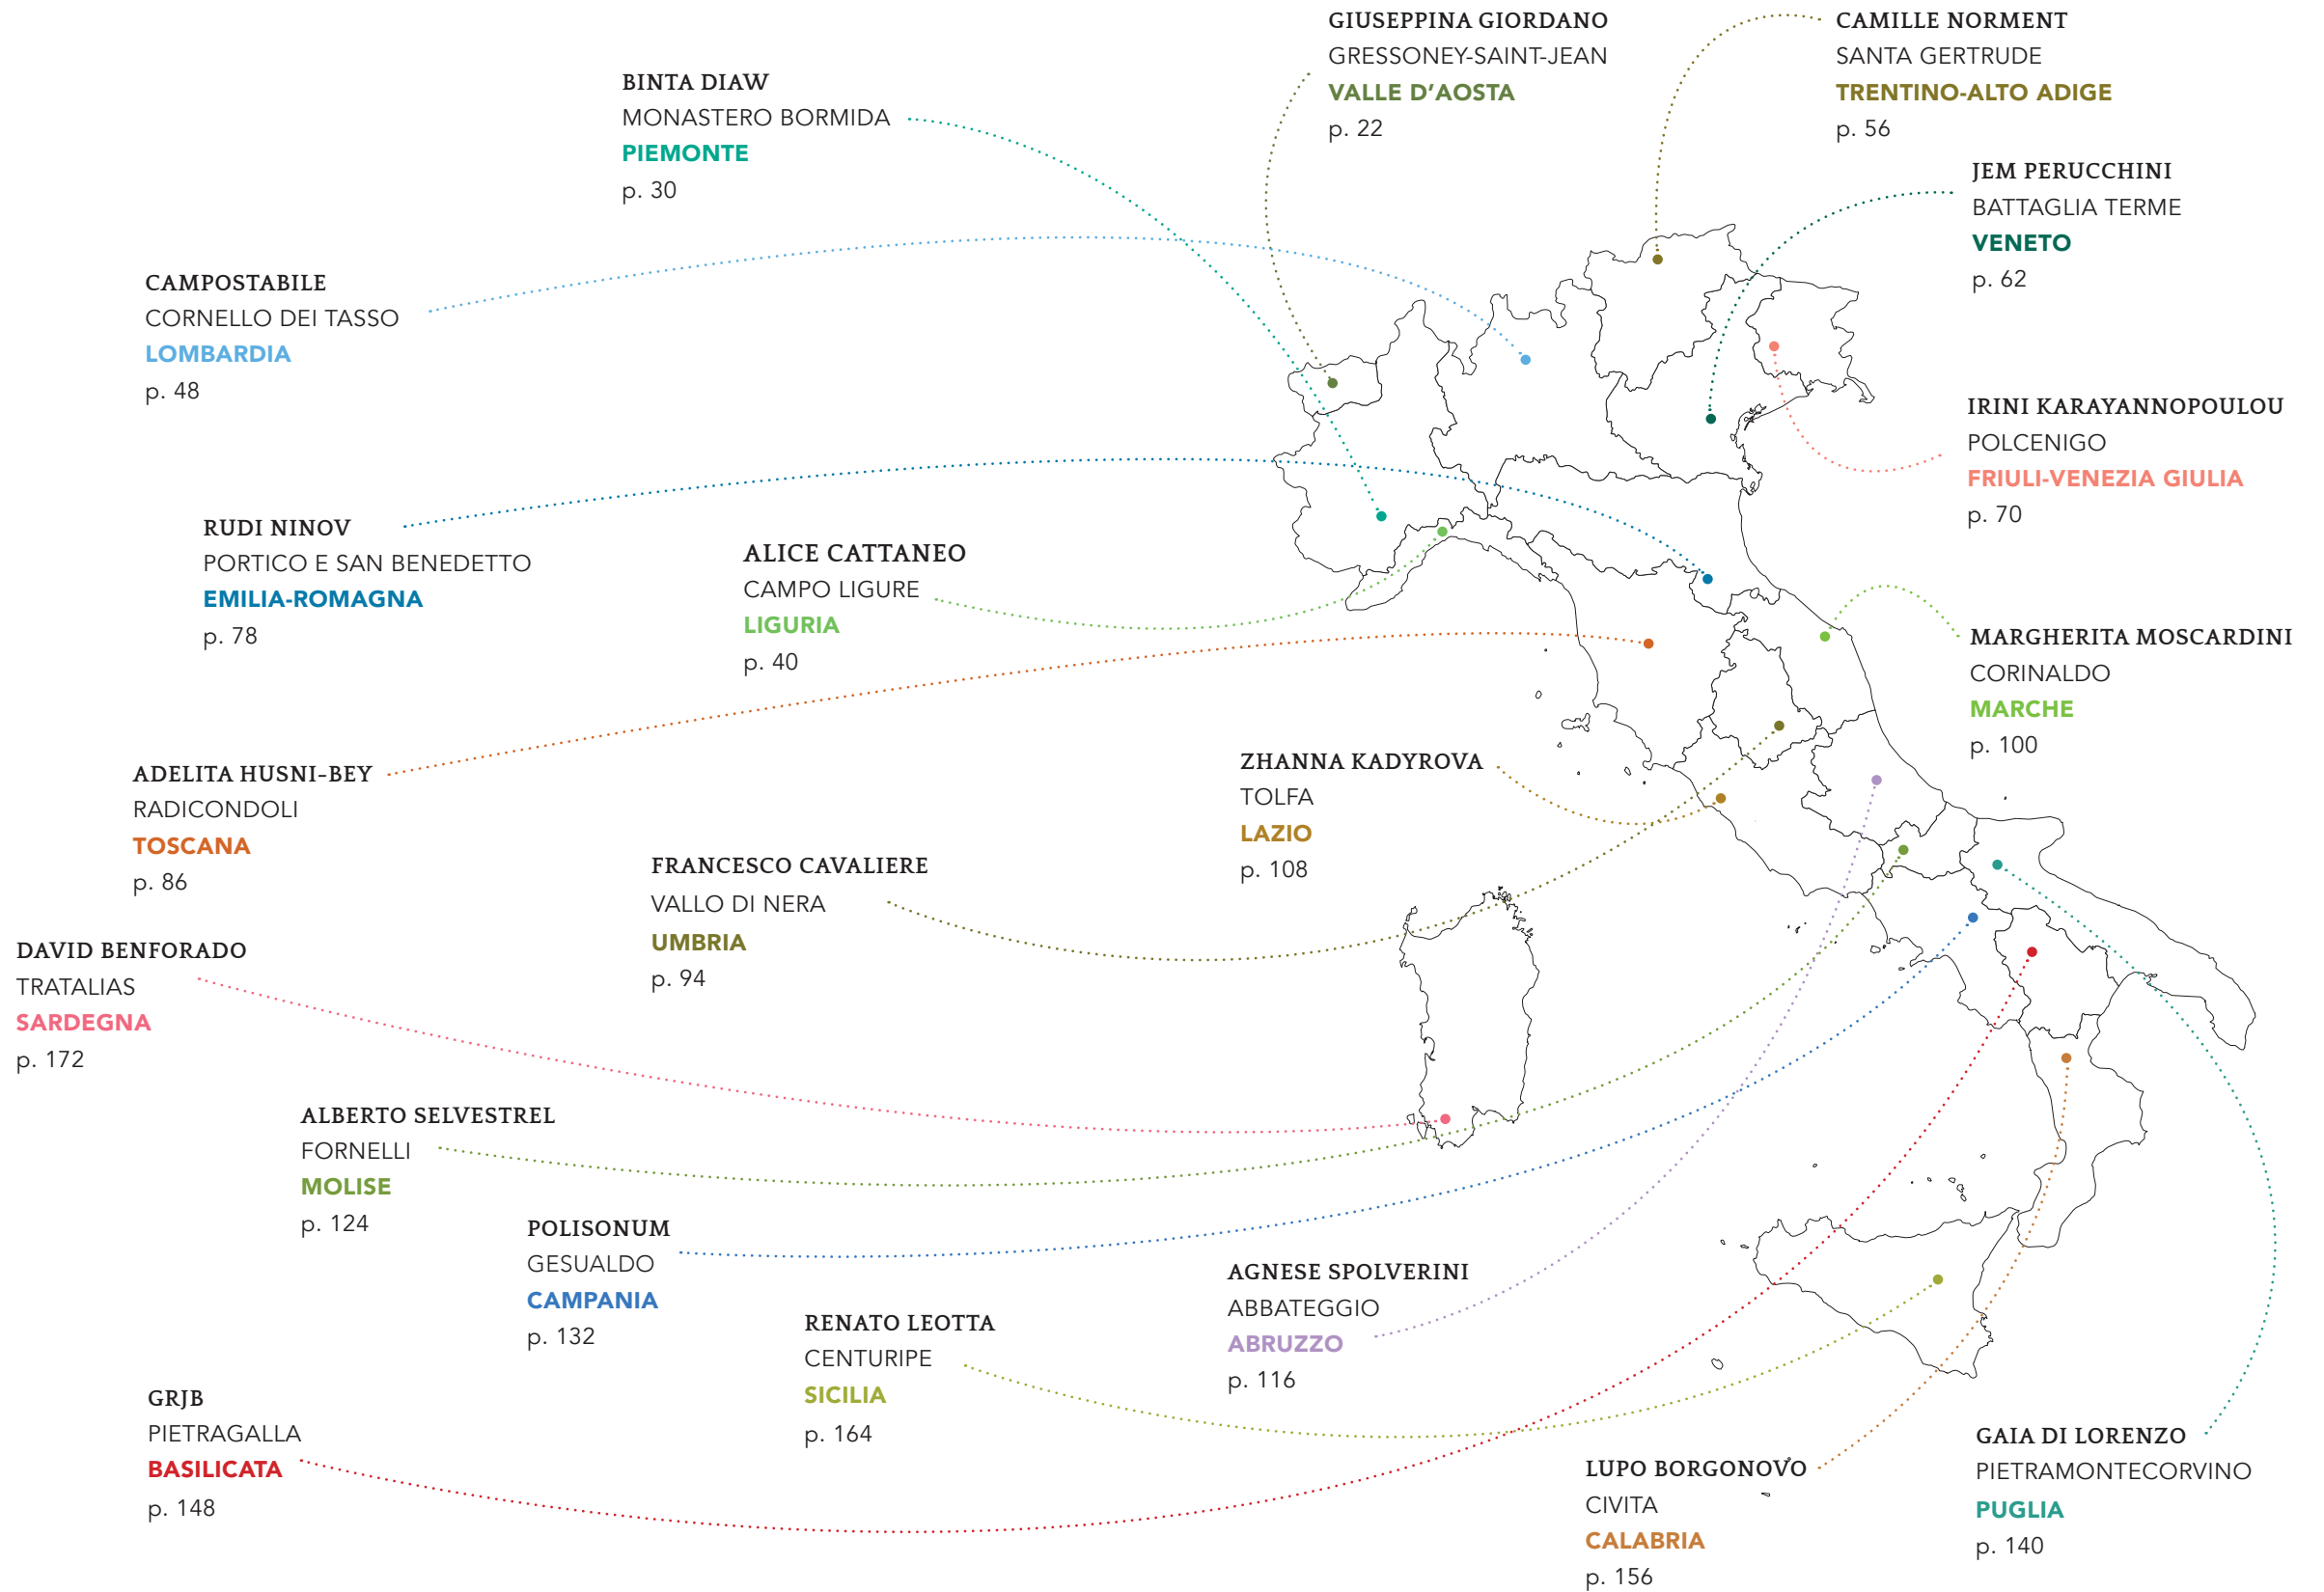 GIUSEPPINA GIORDANO
GRESSONEY-SAINT-JEAN
VALLE D’AOSTA
p. 22
CAMILLE NORMENT
SANTA GERTRUDE
TRENTINO-ALTO ADIGE
p. 56
BINTA DIAW
MONASTERO BORMIDA
PIEMONTE
p. 30
JEM PERUCCHINI
BATTAGLIA TERME
VENETO
p. 62
CAMPOSTABILE
CORNELLO DEI TASSO
LOMBARDIA
p. 48
IRINI KARAYANNOPOULOU
POLCENIGO
FRIULI-VENEZIA GIULIA
p. 70
RUDI NINOV
PORTICO E SAN BENEDETTO
EMILIA-ROMAGNA
p. 78
ALICE CATTANEO
CAMPO LIGURE
LIGURIA
p. 40
MARGHERITA MOSCARDINI
CORINALDO
MARCHE
p. 100
ADELITA HUSNI-BEY
RADICONDOLI
TOSCANA
p. 86
ZHANNA KADYROVA
TOLFA
LAZIO
p. 108
FRANCESCO CAVALIERE
VALLO DI NERA
UMBRIA
p. 94
DAVID BENFORADO
TRATALIAS
SARDEGNA
p. 172
ALBERTO SELVESTREL
FORNELLI
MOLISE
p. 124
POLISONUM
GESUALDO
CAMPANIA
p. 132
AGNESE SPOLVERINI
ABBATEGGIO
ABRUZZO
p. 116
RENATO LEOTTA
CENTURIPE
SICILIA
p. 164
GRJB
PIETRAGALLA
BASILICATA
p. 148
LUPO BORGONOVO
CIVITA
CALABRIA
p. 156
GAIA DI LORENZO
PIETRAMONTECORVINO
PUGLIA
p. 140